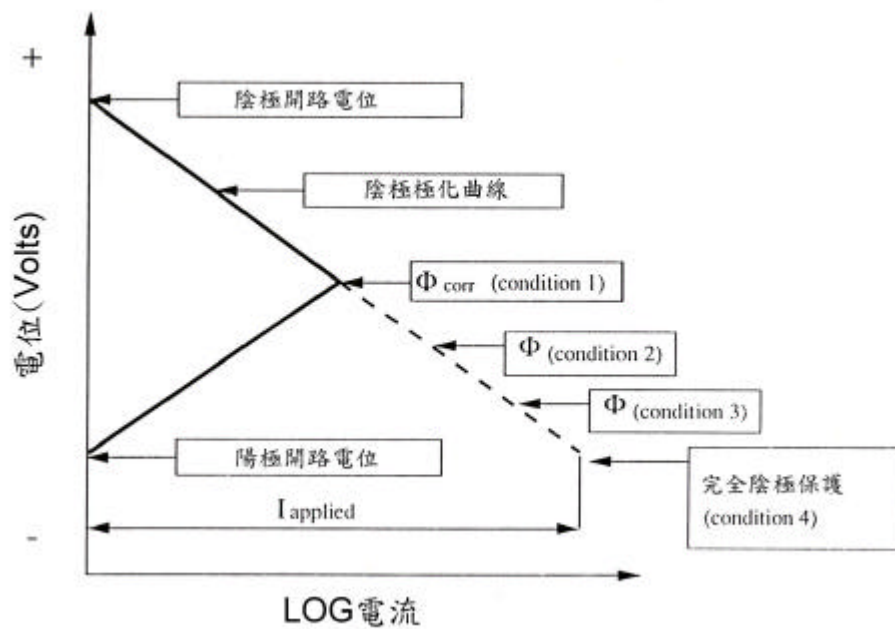 +
陰極開路電位
陰極極化曲線
Φ corr (condition 1)
Φ (condition 2)
Φ (condition 3)
陽極開路電位
完全陰極保護
(condition 4)
I applied
-
電位(Volts)
LOG電流